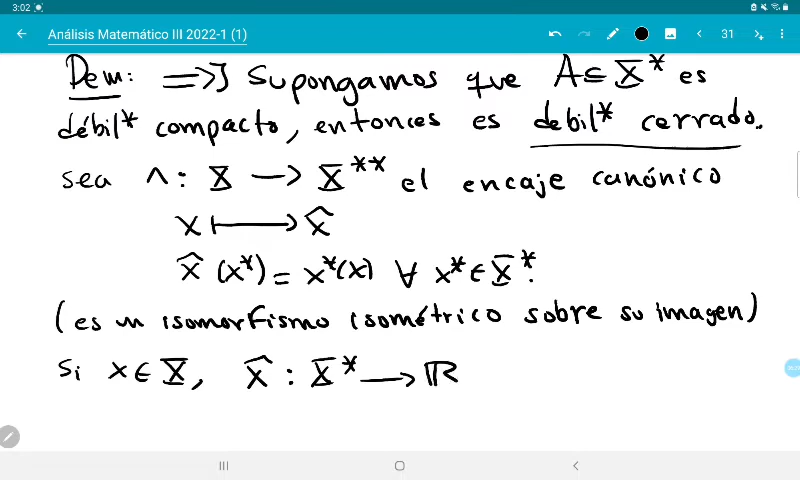 3:02
Análisis Matemático III 2022-1 (1)
31
Dem: =>] Supongamos que A ⊆ X* es
débil* compacto, entonces es debil* cerrado.
sea ∧ : X → X** el encaje canónico
x ⟼ x̂
x̂ (x*) = x*(x) ∀ x* ∈ X*.
(es un isomorfismo isométrico sobre su imagen)
Si x ∈ X, x̂ : X* → ℝ